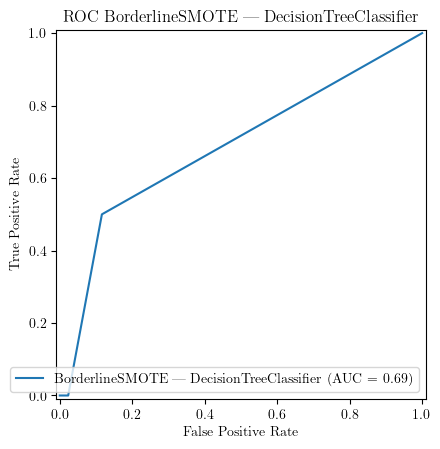 ROC BorderlineSMOTE — DecisionTreeClassifier
1.0
0.8
0.6
0.4
0.2
0.0
True Positive Rate
BorderlineSMOTE — DecisionTreeClassifier (AUC = 0.69)
0.0 0.2 0.4 0.6 0.8 1.0
False Positive Rate